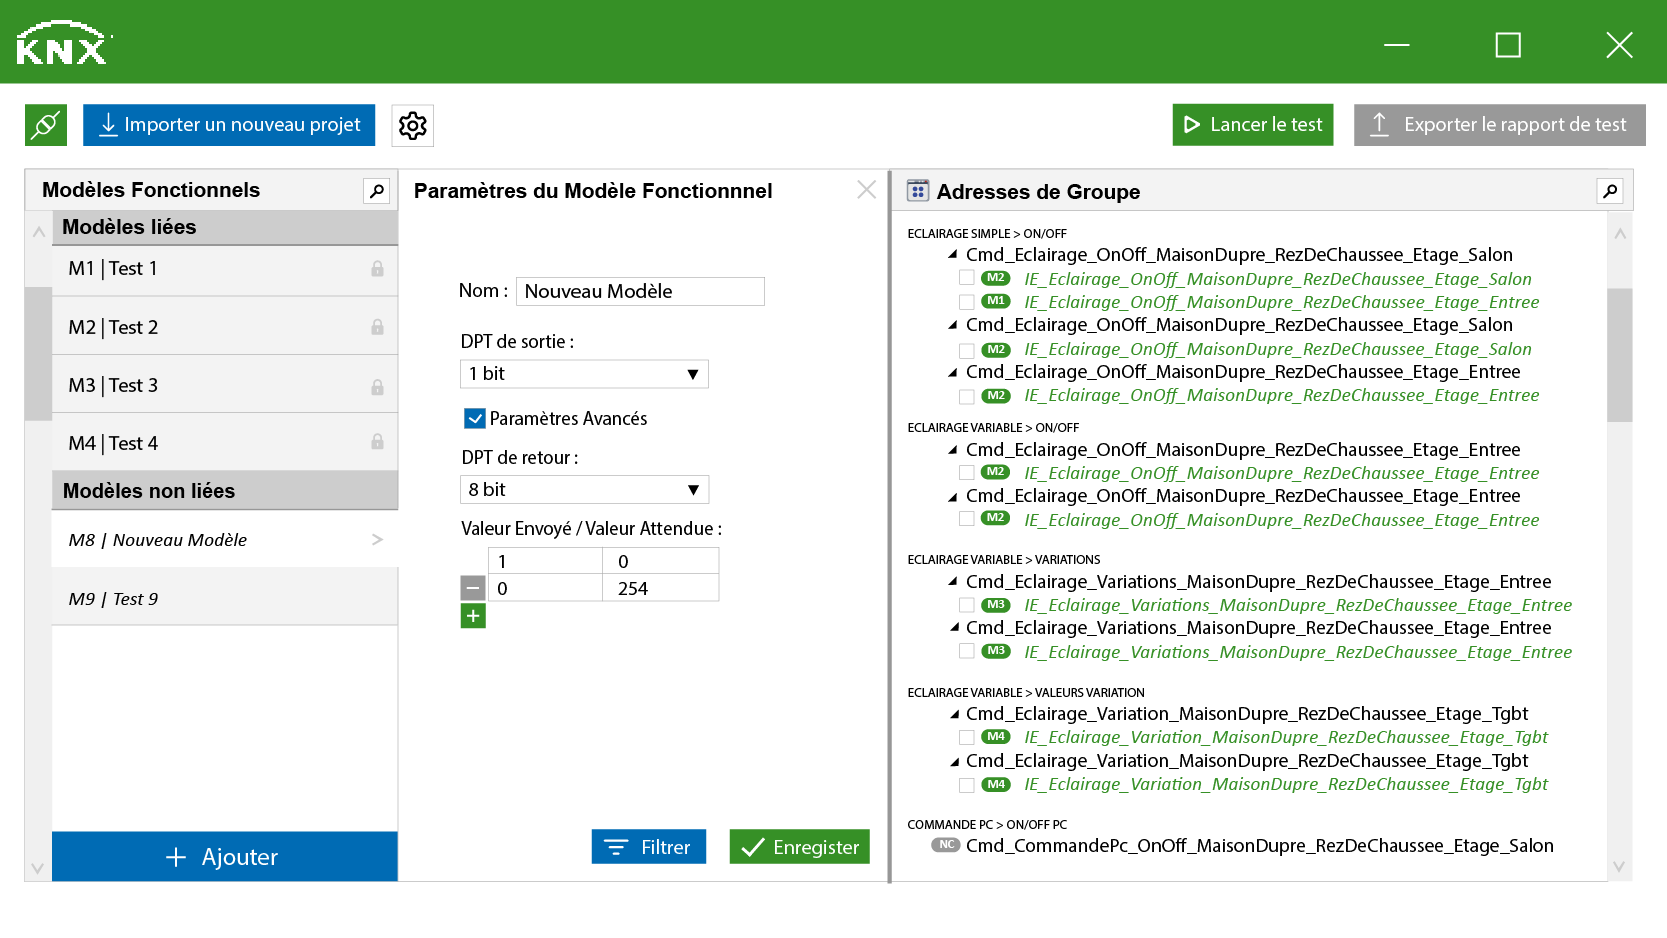 KNX
Importer un nouveau projet
Lancer le test
Exporter le rapport de test
Modèles Fonctionnels
Modèles liées
M1 | Test 1
M2 | Test 2
M3 | Test 3
M4 | Test 4
Modèles non liées
M8 | Nouveau Modèle >
M9 | Test 9
+ Ajouter
Paramètres du Modèle Fonctionnnel
Nom : Nouveau Modèle
DPT de sortie :
1 bit
Paramètres Avancés
DPT de retour :
8 bit
Valeur Envoyé / Valeur Attendue :
1 0
0 254
Filtrer
Enregister
Adresses de Groupe
ECLAIRAGE SIMPLE > ON/OFF
Cmd_Eclairage_OnOff_MaisonDupre_RezDeChaussee_Etage_Salon
M2 IE_Eclairage_OnOff_MaisonDupre_RezDeChaussee_Etage_Salon
M1 IE_Eclairage_OnOff_MaisonDupre_RezDeChaussee_Etage_Entree
Cmd_Eclairage_OnOff_MaisonDupre_RezDeChaussee_Etage_Salon
M2 IE_Eclairage_OnOff_MaisonDupre_RezDeChaussee_Etage_Salon
Cmd_Eclairage_OnOff_MaisonDupre_RezDeChaussee_Etage_Entree
M2 IE_Eclairage_OnOff_MaisonDupre_RezDeChaussee_Etage_Entree
ECLAIRAGE VARIABLE > ON/OFF
Cmd_Eclairage_OnOff_MaisonDupre_RezDeChaussee_Etage_Entree
M2 IE_Eclairage_OnOff_MaisonDupre_RezDeChaussee_Etage_Entree
Cmd_Eclairage_OnOff_MaisonDupre_RezDeChaussee_Etage_Entree
M2 IE_Eclairage_OnOff_MaisonDupre_RezDeChaussee_Etage_Entree
ECLAIRAGE VARIABLE > VARIATIONS
Cmd_Eclairage_Variations_MaisonDupre_RezDeChaussee_Etage_Entree
M3 IE_Eclairage_Variations_MaisonDupre_RezDeChaussee_Etage_Entree
Cmd_Eclairage_Variations_MaisonDupre_RezDeChaussee_Etage_Entree
M3 IE_Eclairage_Variations_MaisonDupre_RezDeChaussee_Etage_Entree
ECLAIRAGE VARIABLE > VALEURS VARIATION
Cmd_Eclairage_Variation_MaisonDupre_RezDeChaussee_Etage_Tgbt
M4 IE_Eclairage_Variation_MaisonDupre_RezDeChaussee_Etage_Tgbt
Cmd_Eclairage_Variation_MaisonDupre_RezDeChaussee_Etage_Tgbt
M4 IE_Eclairage_Variation_MaisonDupre_RezDeChaussee_Etage_Tgbt
COMMANDE PC > ON/OFF PC
NC Cmd_CommandePc_OnOff_MaisonDupre_RezDeChaussee_Etage_Salon